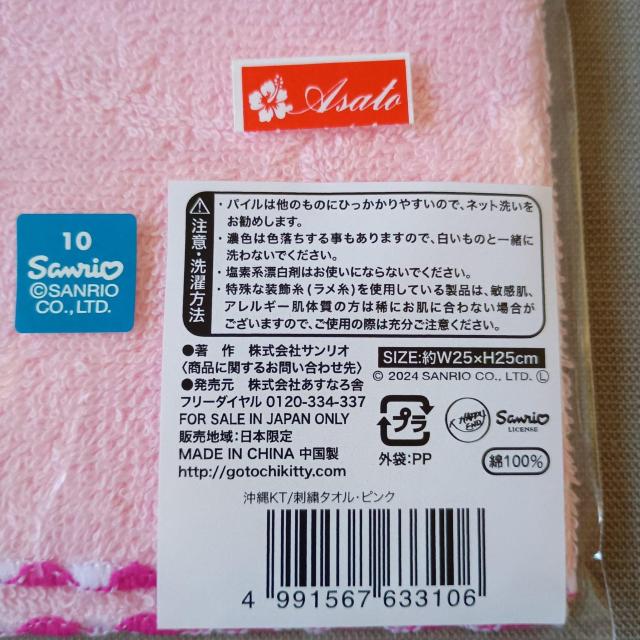 Asato
10
Sanrio
©SANRIO
CO., LTD.
⚠注意・洗濯方法
・パイルは他のものにひっかかりやすいので、ネット洗いを
お勧めします。
・濃色は色落ちする事もありますので、白いものと一緒に
洗わないでください。
・塩素系漂白剤はお使いにならないでください。
・特殊な装飾糸(ラメ糸)を使用している製品は、敏感肌、
アレルギー肌体質の方は稀にお肌に合わない場合が
ございますので、ご使用の際は充分ご注意ください。
●著 作 株式会社サンリオ
〈商品に関するお問い合わせ先〉
●発売元 株式会社あすなろ舎
フリーダイヤル 0120-334-337
FOR SALE IN JAPAN ONLY
販売地域:日本限定
MADE IN CHINA 中国製
http://gotochikitty.com
SIZE:約W25×H25cm
© 2024 SANRIO CO., LTD. Ⓛ
プラ
外袋:PP
K HAPPY END
Sanrio
LICENSE
綿100%
沖縄KT/刺繍タオル・ピンク
4 991567 633106